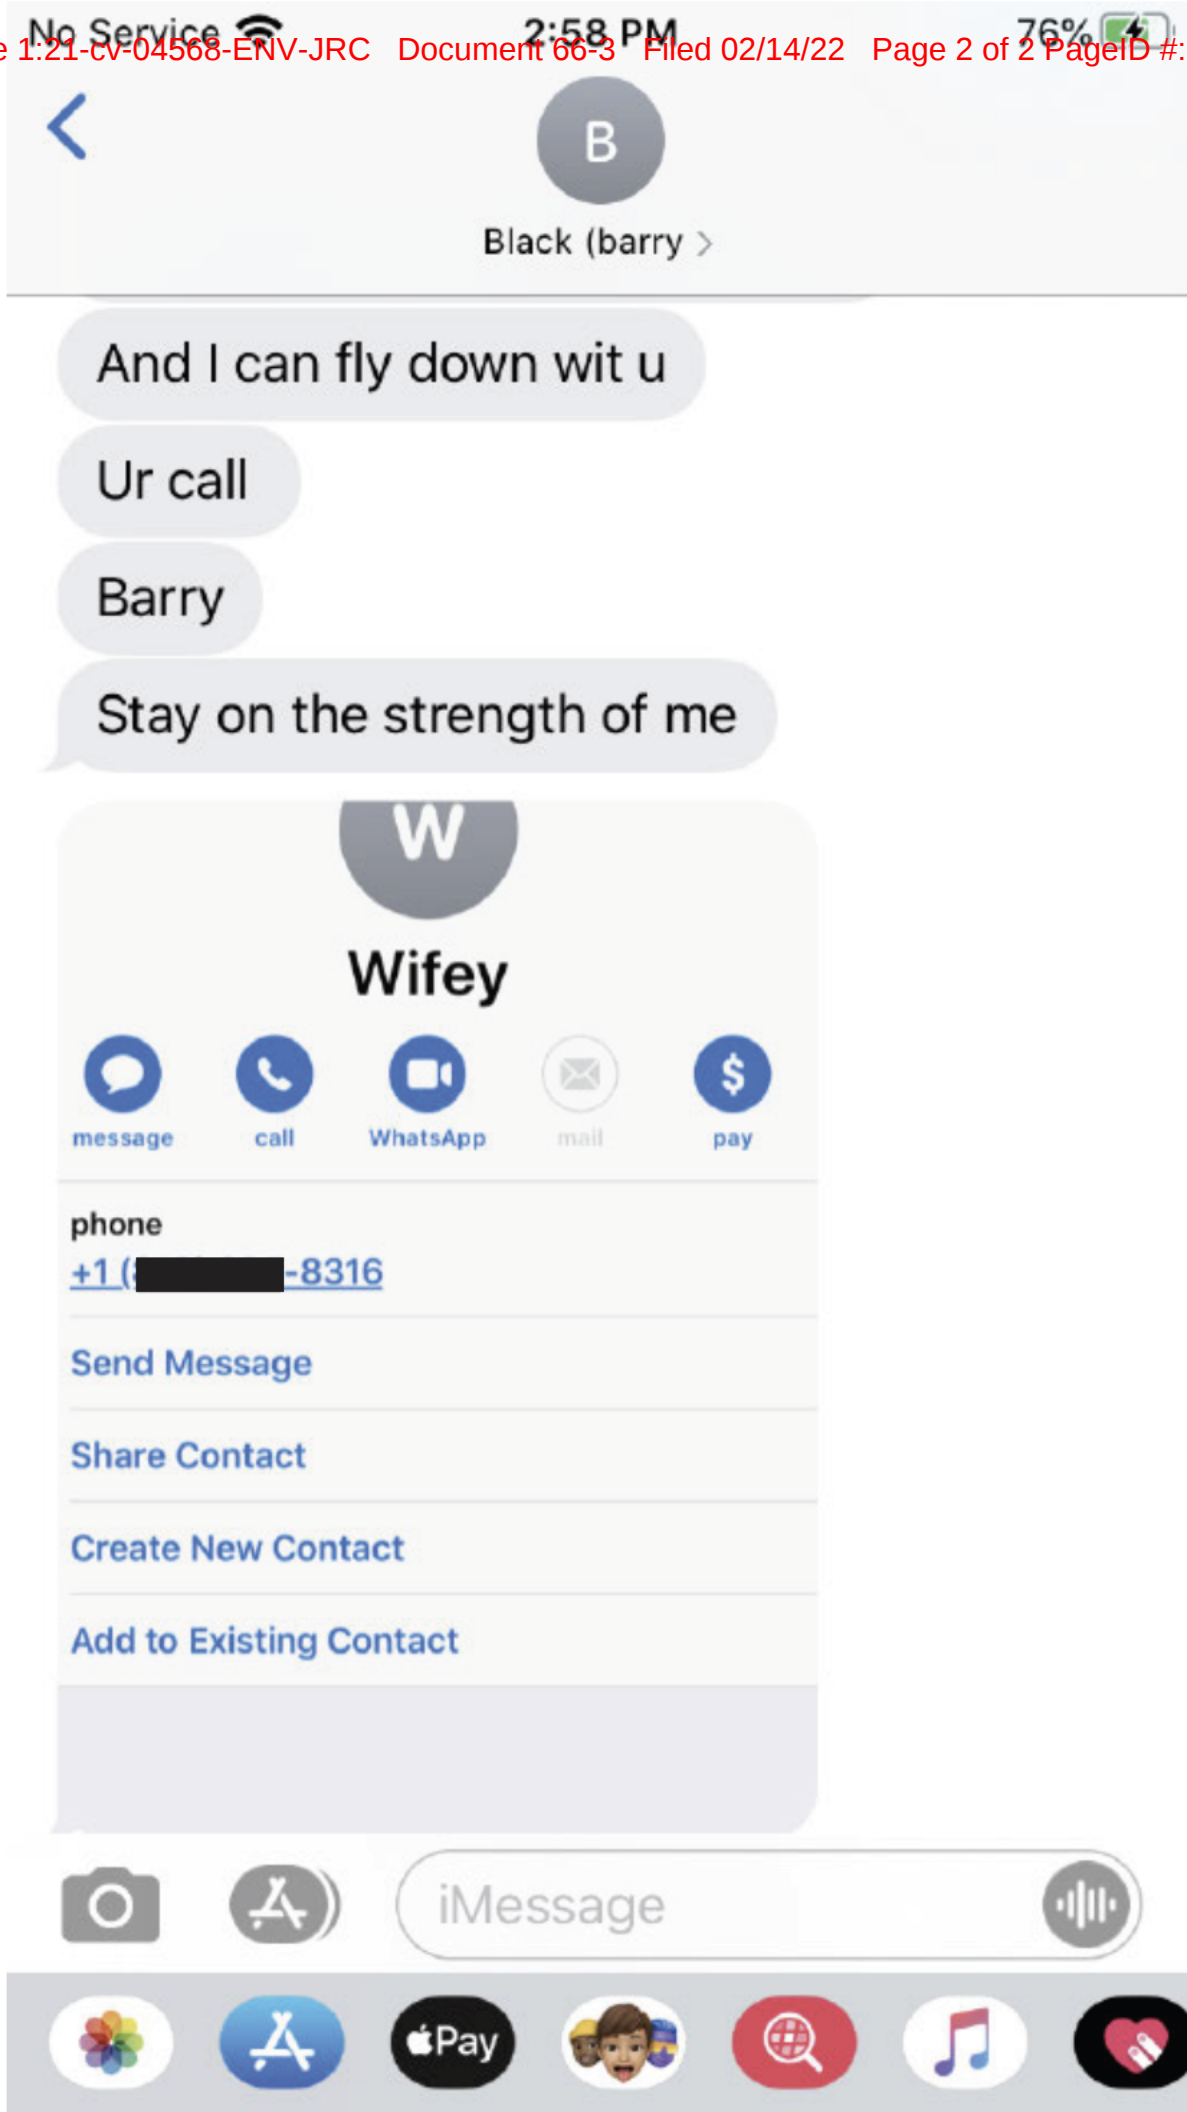 No Service 2:58 PM 76%
e 1:21-cv-04568-ENV-JRC Document 66-3 Filed 02/14/22 Page 2 of 2 PageID #:
B
Black (barry >
And I can fly down wit u
Ur call
Barry
Stay on the strength of me
W
Wifey
message call WhatsApp mail pay
phone
+1 ( -8316
Send Message
Share Contact
Create New Contact
Add to Existing Contact
iMessage
Pay